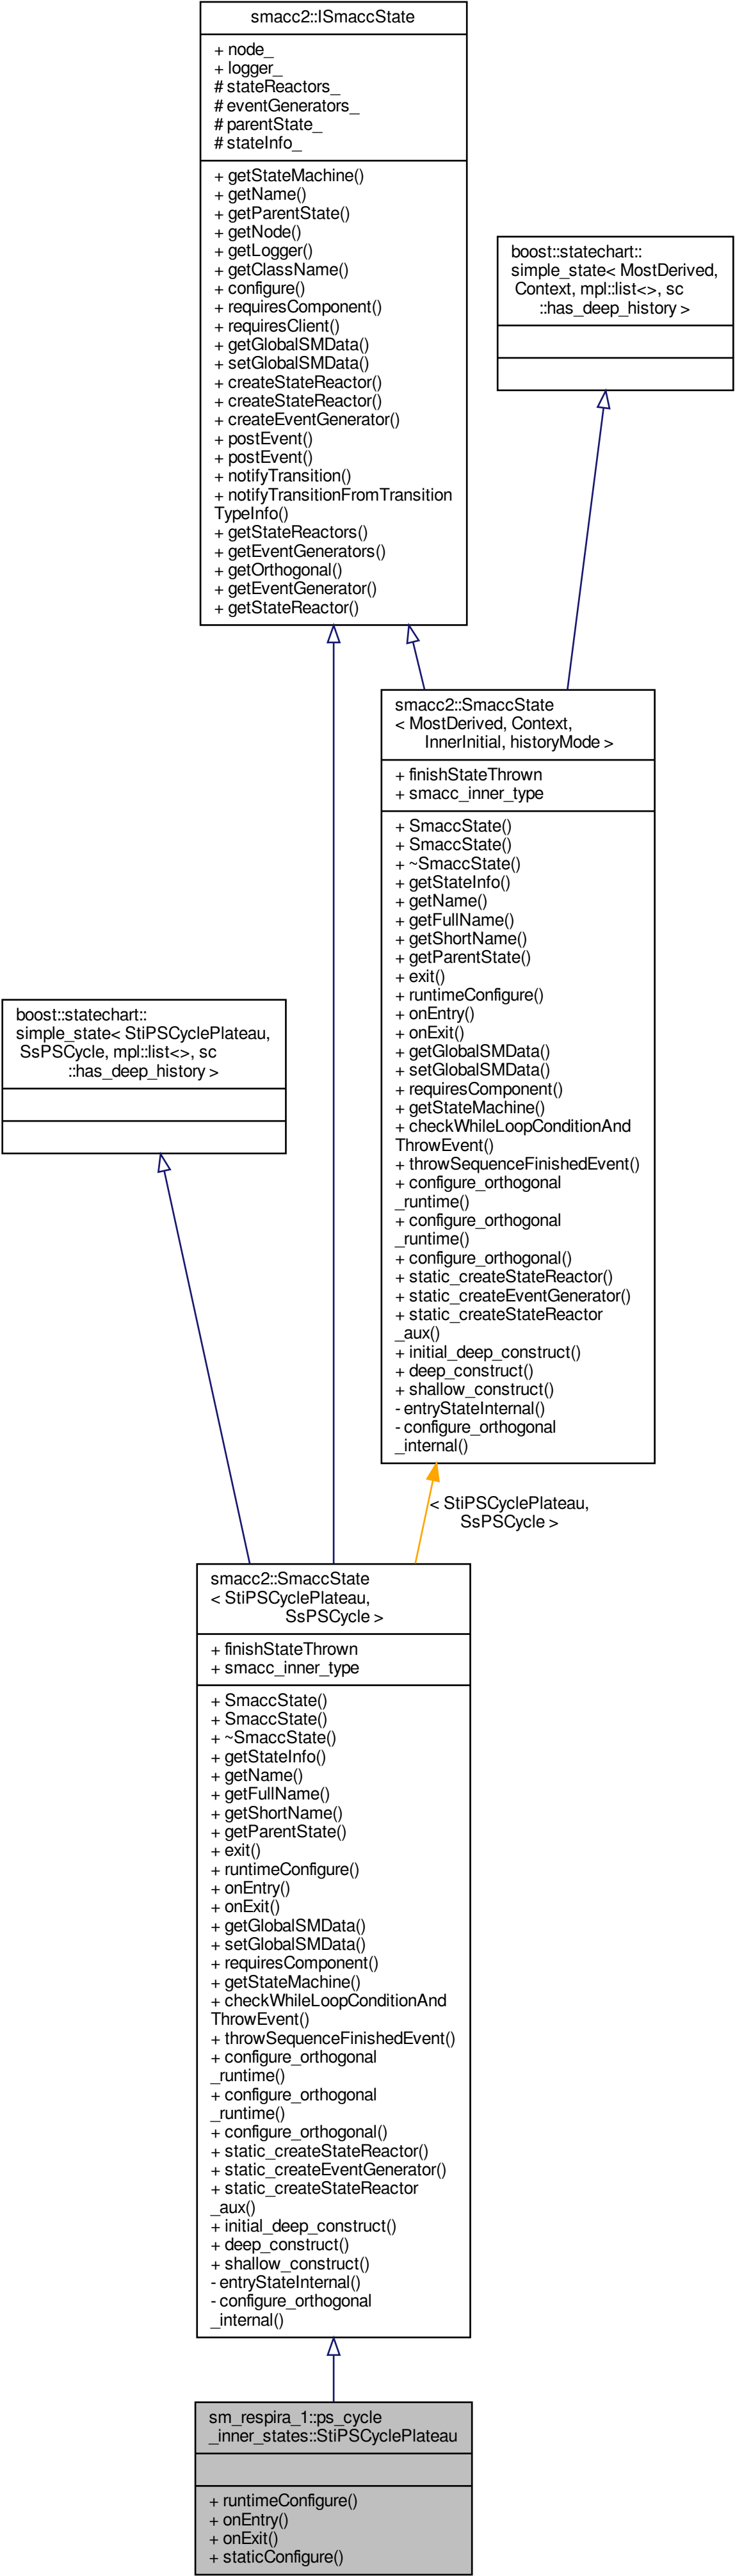 smacc2::ISmaccState
+ node_
+ logger_
# stateReactors_
# eventGenerators_
# parentState_
# stateInfo_
+ getStateMachine()
+ getName()
+ getParentState()
+ getNode()
+ getLogger()
+ getClassName()
+ configure()
+ requiresComponent()
+ requiresClient()
+ getGlobalSMData()
+ setGlobalSMData()
+ createStateReactor()
+ createStateReactor()
+ createEventGenerator()
+ postEvent()
+ postEvent()
+ notifyTransition()
+ notifyTransitionFromTransition
TypeInfo()
+ getStateReactors()
+ getEventGenerators()
+ getOrthogonal()
+ getEventGenerator()
+ getStateReactor()
boost::statechart::
simple_state< MostDerived,
Context, mpl::list<>, sc
::has_deep_history >
smacc2::SmaccState
< MostDerived, Context,
InnerInitial, historyMode >
+ finishStateThrown
+ smacc_inner_type
+ SmaccState()
+ SmaccState()
+ ~SmaccState()
+ getStateInfo()
+ getName()
+ getFullName()
+ getShortName()
+ getParentState()
+ exit()
+ runtimeConfigure()
+ onEntry()
+ onExit()
+ getGlobalSMData()
+ setGlobalSMData()
+ requiresComponent()
+ getStateMachine()
+ checkWhileLoopConditionAnd
ThrowEvent()
+ throwSequenceFinishedEvent()
+ configure_orthogonal
_runtime()
+ configure_orthogonal
_runtime()
+ configure_orthogonal()
+ static_createStateReactor()
+ static_createEventGenerator()
+ static_createStateReactor
_aux()
+ initial_deep_construct()
+ deep_construct()
+ shallow_construct()
- entryStateInternal()
- configure_orthogonal
_internal()
boost::statechart::
simple_state< StiPSCyclePlateau,
SsPSCycle, mpl::list<>, sc
::has_deep_history >
< StiPSCyclePlateau,
SsPSCycle >
smacc2::SmaccState
< StiPSCyclePlateau,
SsPSCycle >
+ finishStateThrown
+ smacc_inner_type
+ SmaccState()
+ SmaccState()
+ ~SmaccState()
+ getStateInfo()
+ getName()
+ getFullName()
+ getShortName()
+ getParentState()
+ exit()
+ runtimeConfigure()
+ onEntry()
+ onExit()
+ getGlobalSMData()
+ setGlobalSMData()
+ requiresComponent()
+ getStateMachine()
+ checkWhileLoopConditionAnd
ThrowEvent()
+ throwSequenceFinishedEvent()
+ configure_orthogonal
_runtime()
+ configure_orthogonal
_runtime()
+ configure_orthogonal()
+ static_createStateReactor()
+ static_createEventGenerator()
+ static_createStateReactor
_aux()
+ initial_deep_construct()
+ deep_construct()
+ shallow_construct()
- entryStateInternal()
- configure_orthogonal
_internal()
sm_respira_1::ps_cycle
_inner_states::StiPSCyclePlateau
+ runtimeConfigure()
+ onEntry()
+ onExit()
+ staticConfigure()